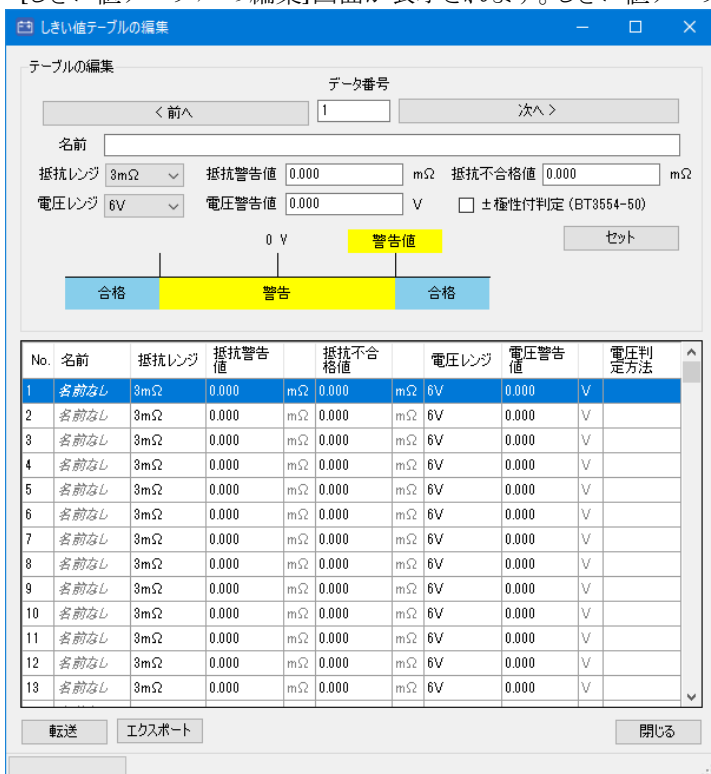 [しきい値テーブルの編集]画面が表示されます。しきい値テー
しきい値テーブルの編集
テーブルの編集
データ番号
< 前へ 1 次へ >
名前
抵抗レンジ 3mΩ 抵抗警告値 0.000 mΩ 抵抗不合格値 0.000 mΩ
電圧レンジ 6V 電圧警告値 0.000 V ±極性付判定 (BT3554-50)
0 V 警告値 セット
合格 警告 合格
No. 名前 抵抗レンジ 抵抗警告値 抵抗不合格値 電圧レンジ 電圧警告値 電圧判定方法
1 名前なし 3mΩ 0.000 mΩ 0.000 mΩ 6V 0.000 V
2 名前なし 3mΩ 0.000 mΩ 0.000 mΩ 6V 0.000 V
3 名前なし 3mΩ 0.000 mΩ 0.000 mΩ 6V 0.000 V
4 名前なし 3mΩ 0.000 mΩ 0.000 mΩ 6V 0.000 V
5 名前なし 3mΩ 0.000 mΩ 0.000 mΩ 6V 0.000 V
6 名前なし 3mΩ 0.000 mΩ 0.000 mΩ 6V 0.000 V
7 名前なし 3mΩ 0.000 mΩ 0.000 mΩ 6V 0.000 V
8 名前なし 3mΩ 0.000 mΩ 0.000 mΩ 6V 0.000 V
9 名前なし 3mΩ 0.000 mΩ 0.000 mΩ 6V 0.000 V
10 名前なし 3mΩ 0.000 mΩ 0.000 mΩ 6V 0.000 V
11 名前なし 3mΩ 0.000 mΩ 0.000 mΩ 6V 0.000 V
12 名前なし 3mΩ 0.000 mΩ 0.000 mΩ 6V 0.000 V
13 名前なし 3mΩ 0.000 mΩ 0.000 mΩ 6V 0.000 V
転送 エクスポート 閉じる